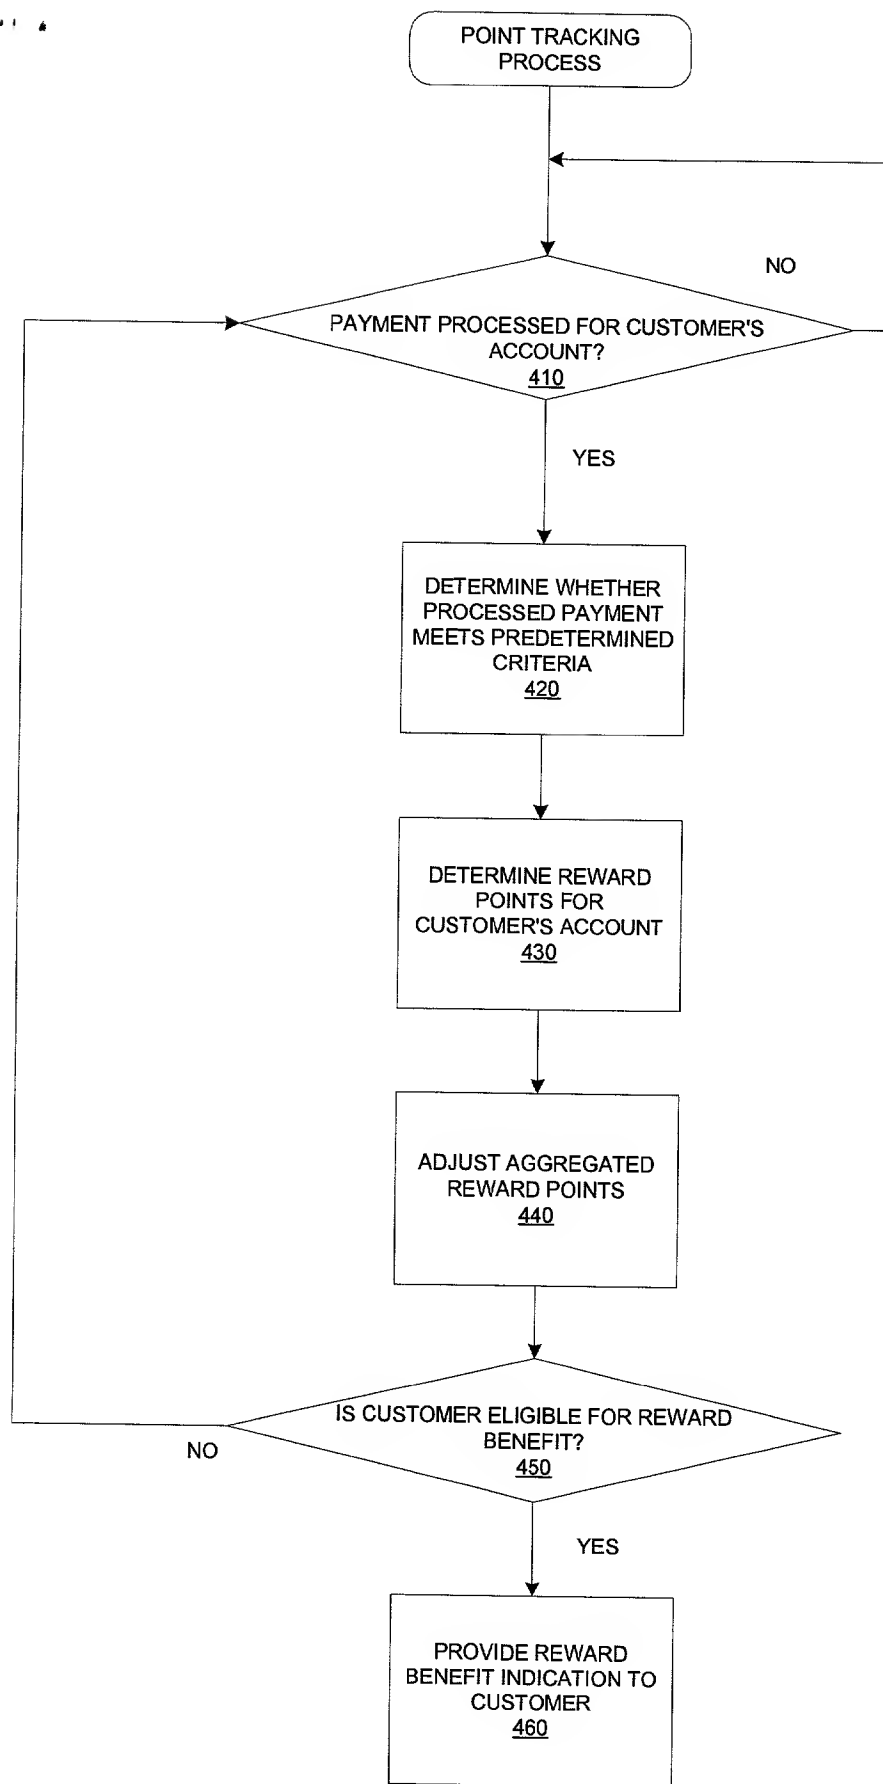 POINT TRACKING
PROCESS
NO
PAYMENT PROCESSED FOR CUSTOMER'S
ACCOUNT?
410
YES
DETERMINE WHETHER
PROCESSED PAYMENT
MEETS PREDETERMINED
CRITERIA
420
DETERMINE REWARD
POINTS FOR
CUSTOMER'S ACCOUNT
430
ADJUST AGGREGATED
REWARD POINTS
440
IS CUSTOMER ELIGIBLE FOR REWARD
BENEFIT?
450
NO
YES
PROVIDE REWARD
BENEFIT INDICATION TO
CUSTOMER
460